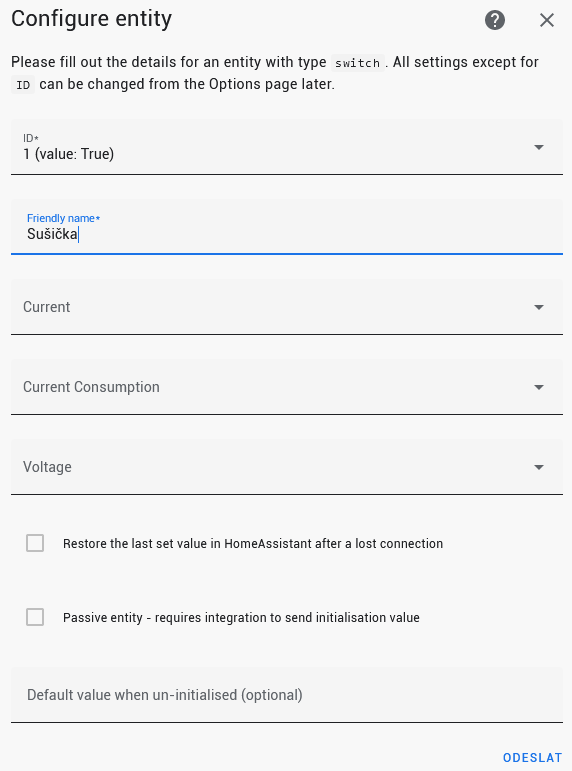 Configure entity
Please fill out the details for an entity with type switch. All settings except for
ID can be changed from the Options page later.
ID*
1 (value: True)
Friendly name*
Sušička
Current
Current Consumption
Voltage
Restore the last set value in HomeAssistant after a lost connection
Passive entity - requires integration to send initialisation value
Default value when un-initialised (optional)
ODESLAT